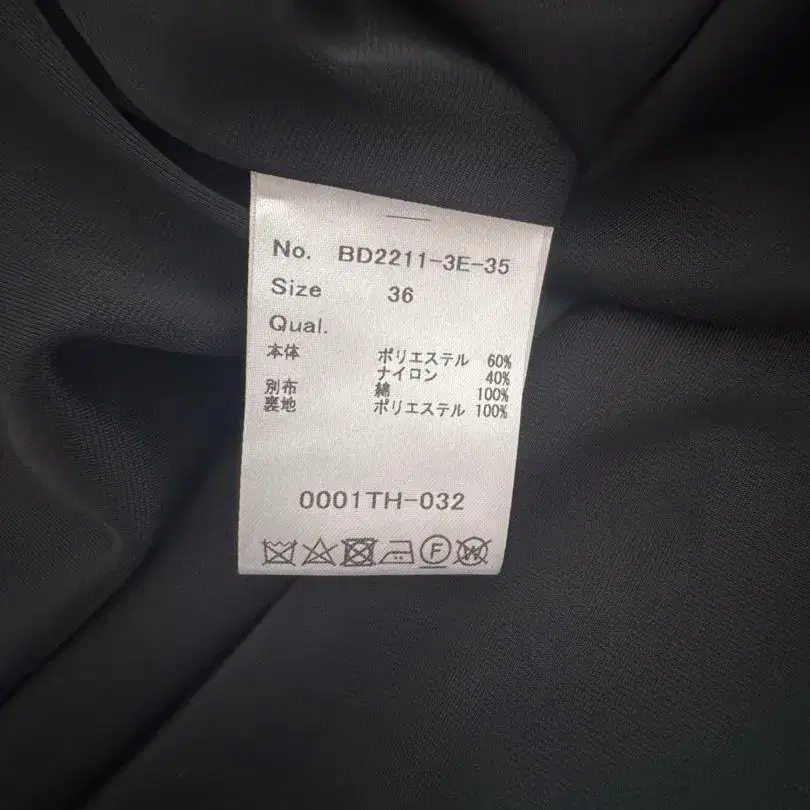 No. BD2211-3E-35
Size 36
Qual.
本体 ポリエステル 60%
ナイロン 40%
別布 綿 100%
裏地 ポリエステル 100%
0001TH-032
F W